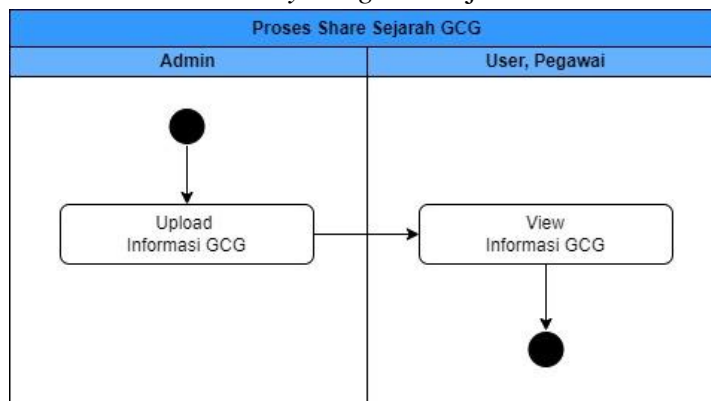 Proses Share Sejarah GCG
Admin
User, Pegawai
Upload
Informasi GCG
View
Informasi GCG